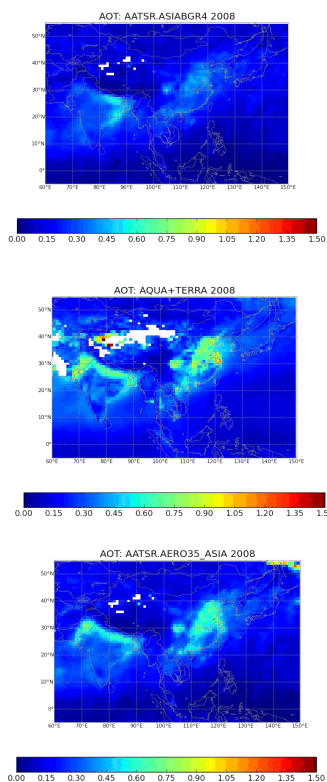 AOT: AATSR.ASIABGR4 2008
50°N
40°N
30°N
20°N
10°N
0°
60°E 70°E 80°E 90°E 100°E 110°E 120°E 130°E 140°E 150°E
0.00 0.15 0.30 0.45 0.60 0.75 0.90 1.05 1.20 1.35 1.50
AOT: AQUA+TERRA 2008
50°N
40°N
30°N
20°N
10°N
0°
60°E 70°E 80°E 90°E 100°E 110°E 120°E 130°E 140°E 150°E
0.00 0.15 0.30 0.45 0.60 0.75 0.90 1.05 1.20 1.35 1.5
AOT: AATSR.AERO35_ASIA 2008
50°N
40°N
30°N
20°N
10°N
0°
60°E 70°E 80°E 90°E 100°E 110°E 120°E 130°E 140°E 150°E
0.00 0.15 0.30 0.45 0.60 0.75 0.90 1.05 1.20 1.35 1.50